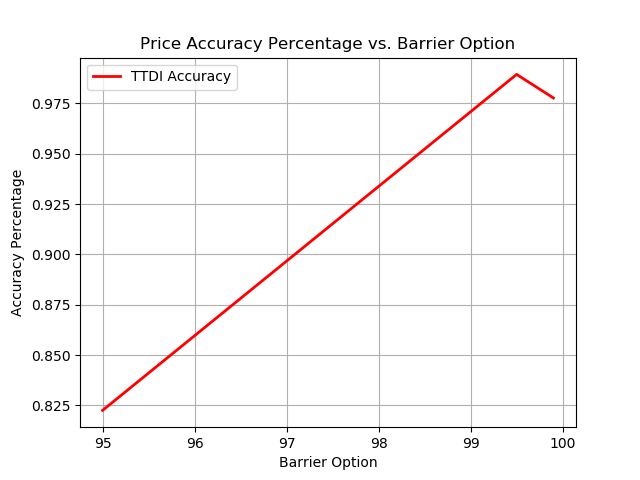 Price Accuracy Percentage vs. Barrier Option
TTDI Accuracy
0.975
0.950
0.925
0.900
0.875
0.850
0.825
Accuracy Percentage
95 96 97 98 99 100
Barrier Option